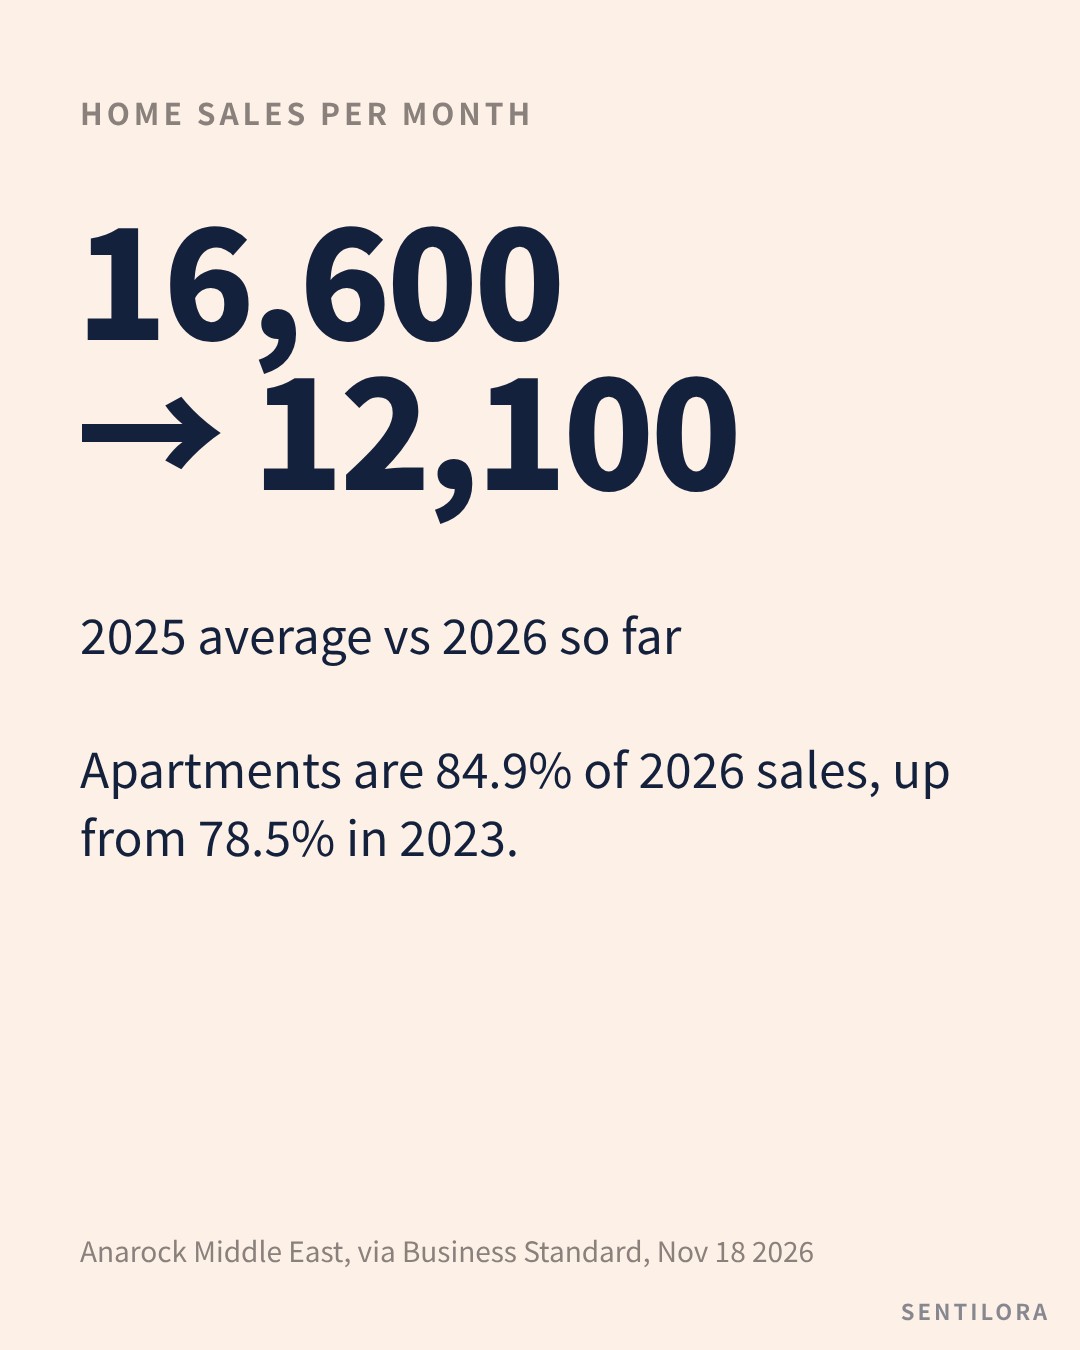 HOME SALES PER MONTH
16,600
→ 12,100
2025 average vs 2026 so far
Apartments are 84.9% of 2026 sales, up
from 78.5% in 2023.
Anarock Middle East, via Business Standard, Nov 18 2026
SENTILORA